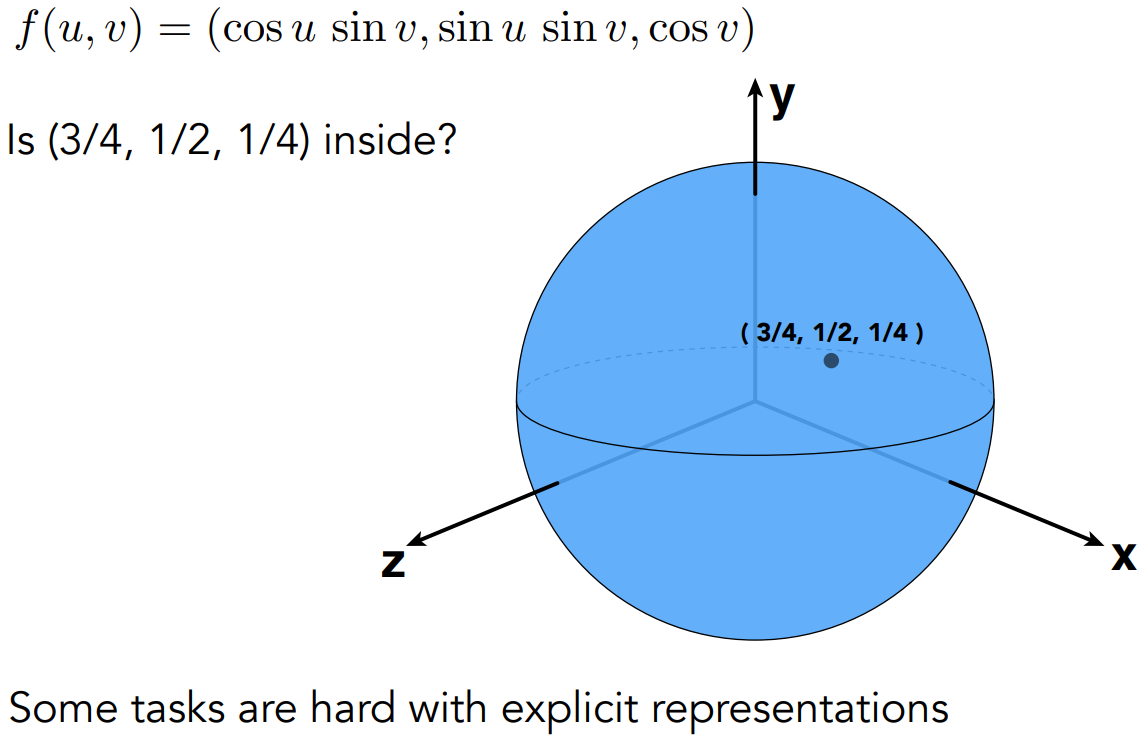 f(u, v) = (cos u sin v, sin u sin v, cos v)
Is (3/4, 1/2, 1/4) inside?
y
( 3/4, 1/2, 1/4 )
z
x
Some tasks are hard with explicit representations